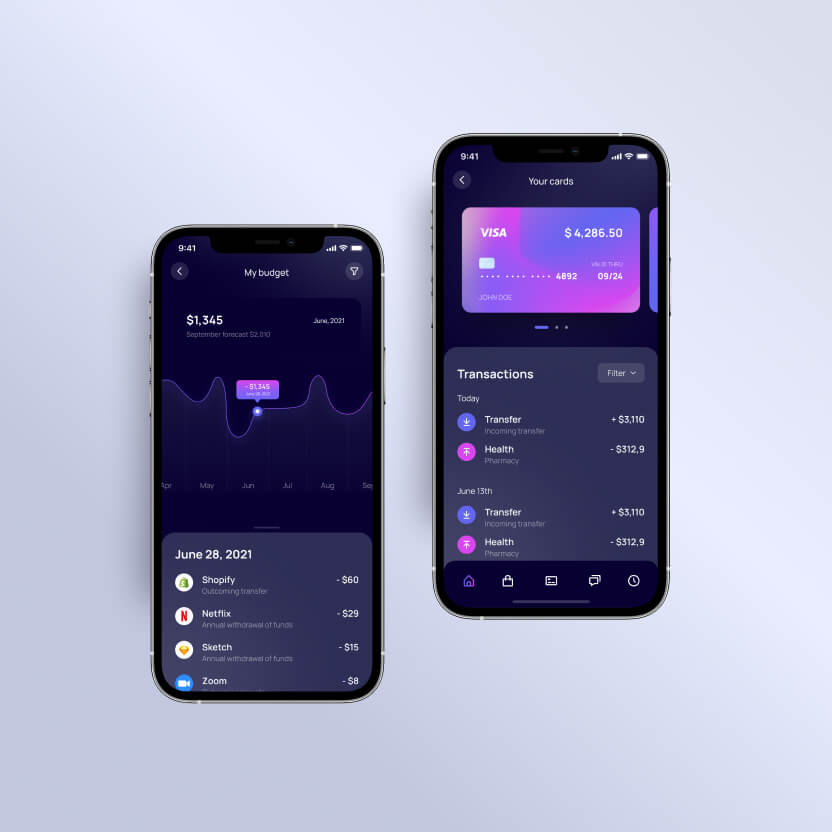 9:41
My budget
$1,345
June, 2021
September forecast $2,010
- $1,345
June 28, 2021
Apr
May
Jun
Jul
Aug
Sep
June 28, 2021
Shopify
- $60
Outcoming transfer
Netflix
- $29
Annual withdrawal of funds
Sketch
- $15
Annual withdrawal of funds
Zoom
- $8
9:41
Your cards
VISA
$ 4,286.50
VALID THRU
4892
09/24
JOHN DOE
Transactions
Filter
Today
Transfer
+ $3,110
Incoming transfer
Health
- $312,9
Pharmacy
June 13th
Transfer
+ $3,110
Incoming transfer
Health
- $312,9
Pharmacy